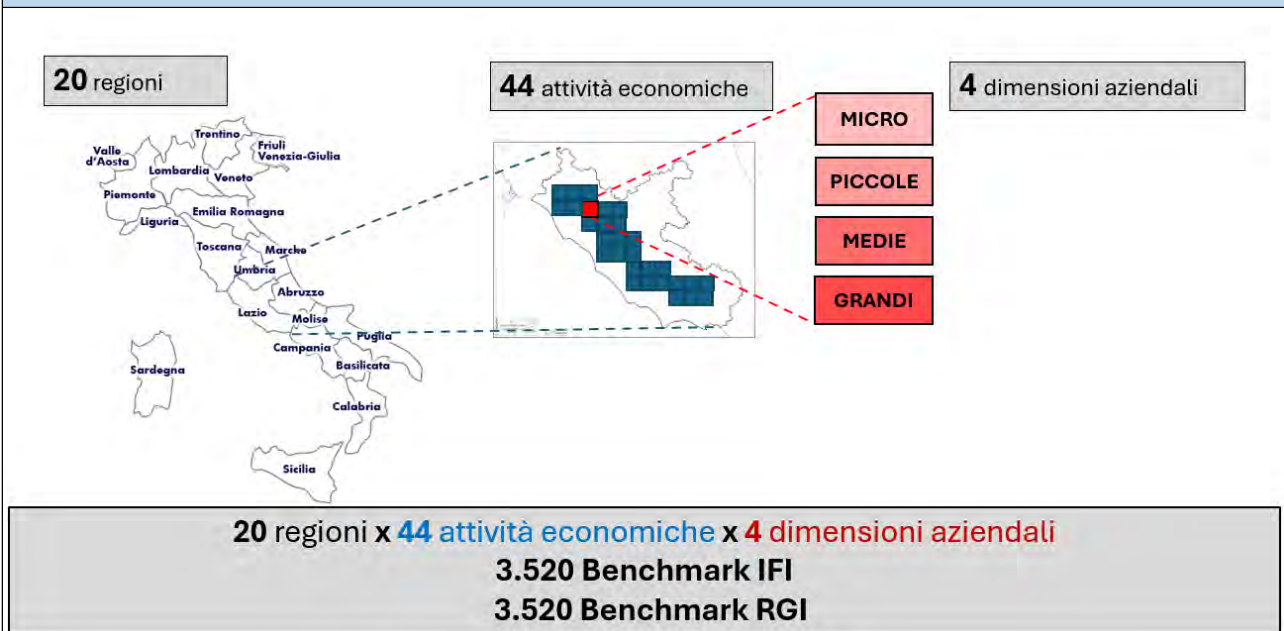 20 regioni
44 attività economiche
4 dimensioni aziendali
MICRO
PICCOLE
MEDIE
GRANDI
Trentino
Friuli
Venezia-Giulia
Valle
d'Aosta
Lombardia
Veneto
Piemonte
Emilia Romagna
Liguria
Toscana
Marche
Umbria
Abruzzo
Lazio
Molise
Puglia
Campania
Basilicata
Sardegna
Calabria
Sicilia
20 regioni x 44 attività economiche x 4 dimensioni aziendali
3.520 Benchmark IFI
3.520 Benchmark RGI